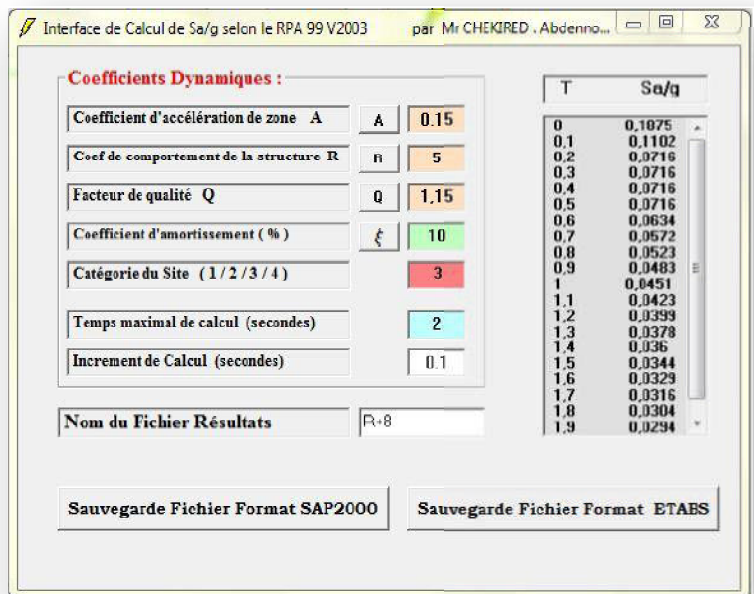 Interface de Calcul de Sa/g selon le RPA 99 V2003 par Mr CHEKIRED . Abdenno...
Coefficients Dynamiques :
Coefficient d'accélération de zone A A 0.15
Coef de comportement de la structure R R 5
Facteur de qualité Q Q 1,15
Coefficient d'amortissement ( % ) ξ 10
Catégorie du Site ( 1 / 2 / 3 / 4 ) 3
Temps maximal de calcul (secondes) 2
Increment de Calcul (secondes) 0.1
Nom du Fichier Résultats R+8
T Sa/g
0 0,1875
0,1 0,1102
0,2 0,0716
0,3 0,0716
0,4 0,0716
0,5 0,0716
0,6 0,0634
0,7 0,0572
0,8 0,0523
0,9 0,0483
1 0,0451
1,1 0,0423
1,2 0,0399
1,3 0,0378
1,4 0,036
1,5 0,0344
1,6 0,0329
1,7 0,0316
1,8 0,0304
1,9 0,0294
Sauvegarde Fichier Format SAP2000
Sauvegarde Fichier Format ETABS